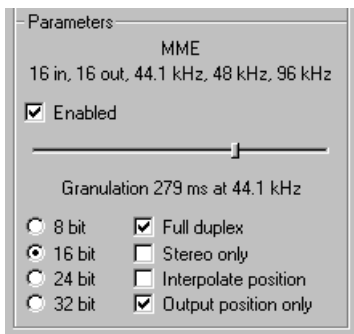 Parameters
MME
16 in, 16 out, 44.1 kHz, 48 kHz, 96 kHz
Enabled
Granulation 279 ms at 44.1 kHz
8 bit Full duplex
16 bit Stereo only
24 bit Interpolate position
32 bit Output position only